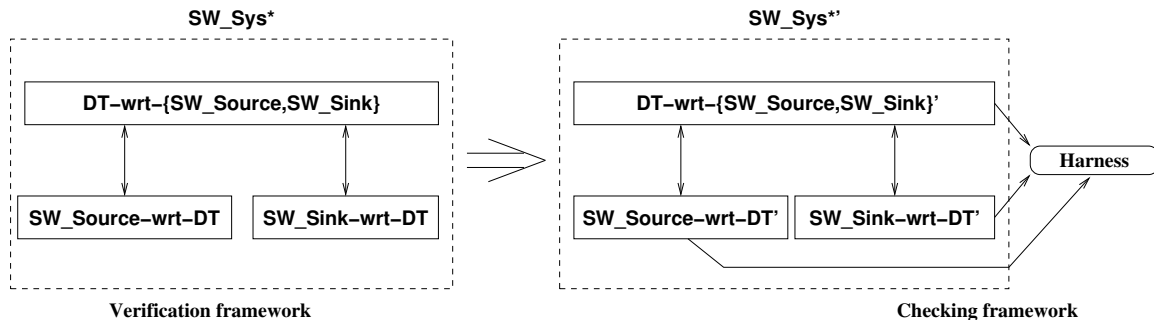 SW_Sys*
DT–wrt–{SW_Source,SW_Sink}
SW_Source–wrt–DT
SW_Sink–wrt–DT
Verification framework
SW_Sys*’
DT–wrt–{SW_Source,SW_Sink}’
Harness
SW_Source–wrt–DT’
SW_Sink–wrt–DT’
Checking framework